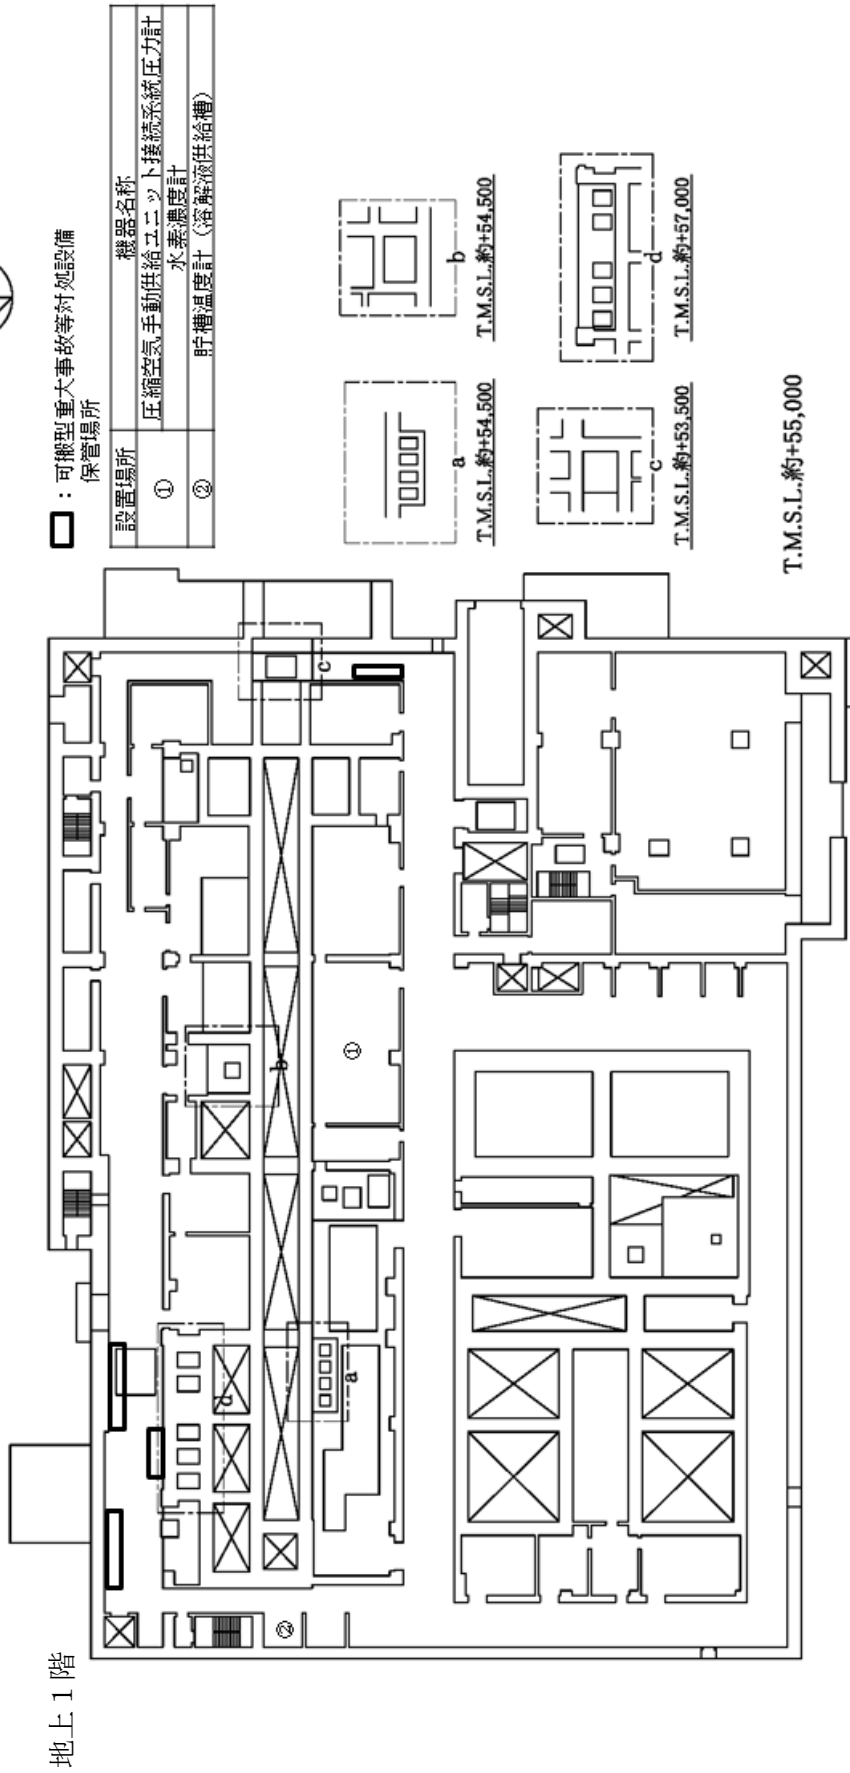 地上１階
：可搬型重大事故等対処設備
保管場所
設置場所 機器名称
① 圧縮空気手動供給ユニット接続系統圧力計
水素濃度計
② 貯槽温度計（溶解液供給槽）
a
T.M.S.L.約+54,500
b
T.M.S.L.約+54,500
c
T.M.S.L.約+53,500
d
T.M.S.L.約+57,000
T.M.S.L.約+55,000
c
①
b
d
a
②